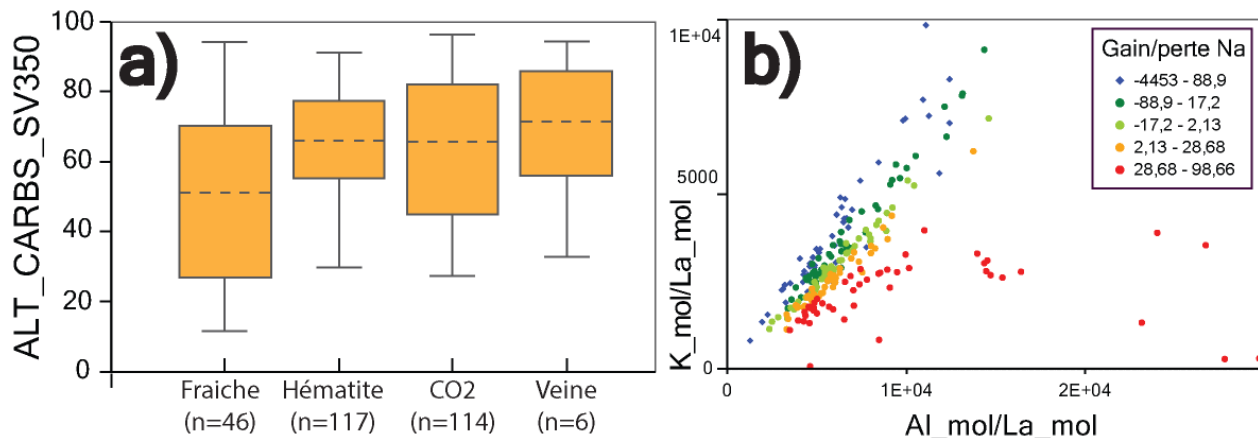 a)
ALT_CARBS_SV350
100
80
60
40
20
0
Fraiche
(n=46)
Hématite
(n=117)
CO2
(n=114)
Veine
(n=6)
b)
K_mol/La_mol
1E+04
5000
0
0
1E+04
2E+04
Al_mol/La_mol
Gain/perte Na
-4453 - 88,9
-88,9 - 17,2
-17,2 - 2,13
2,13 - 28,68
28,68 - 98,66